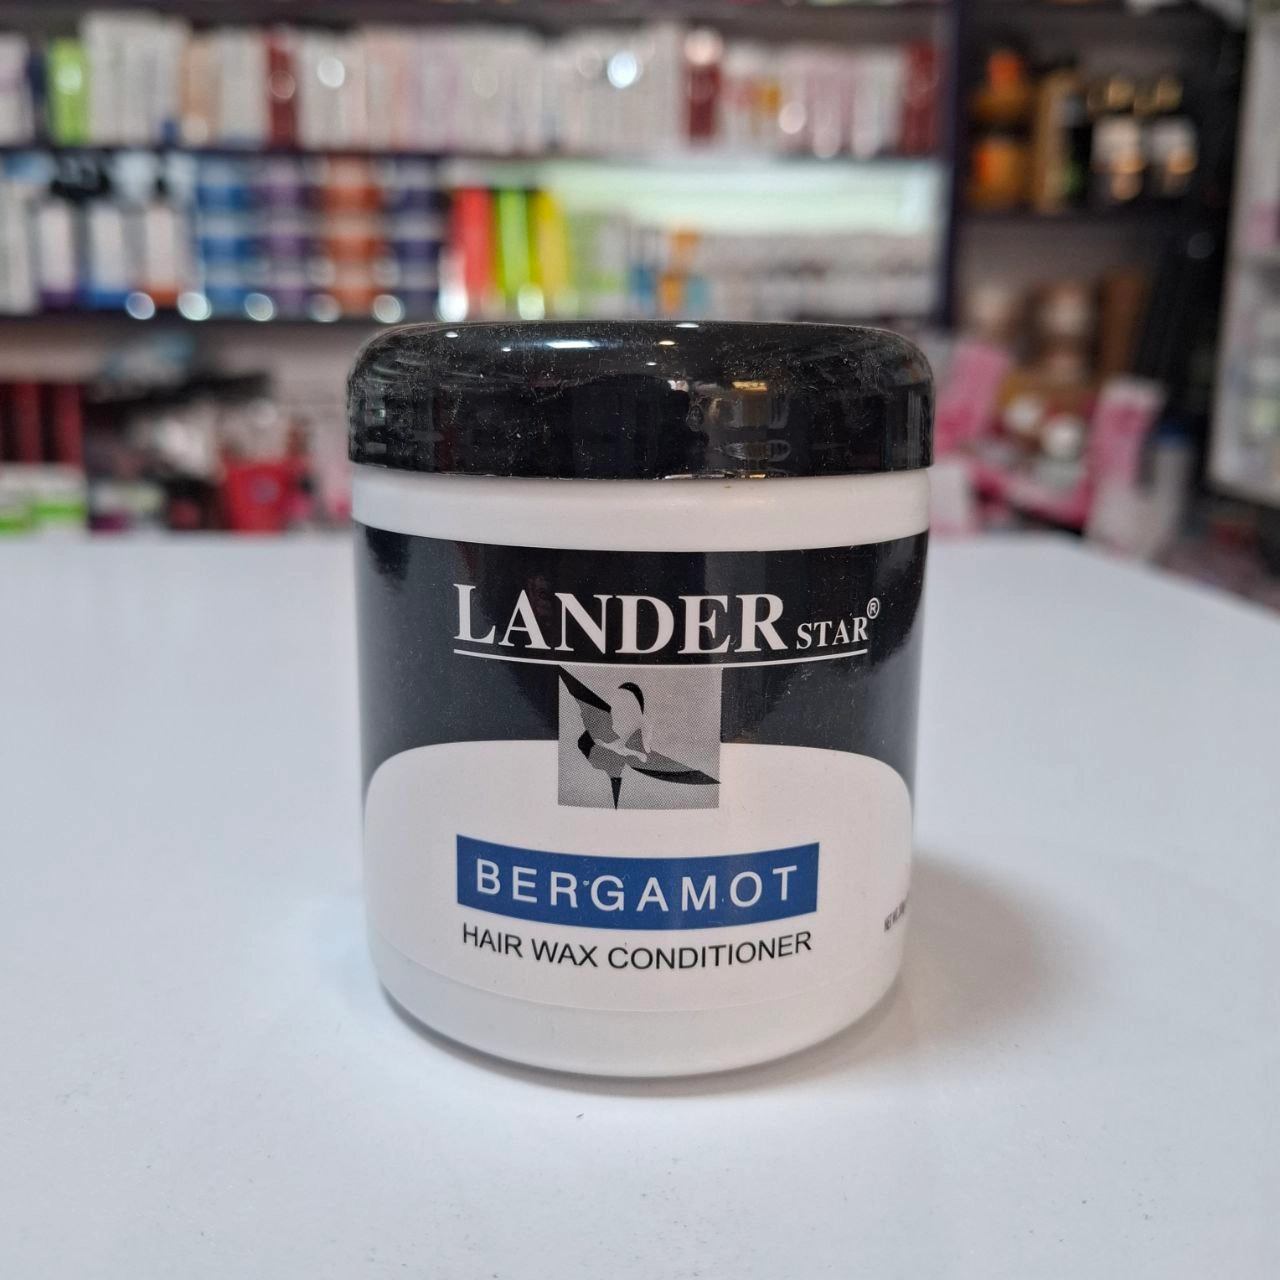 LANDER STAR®
BERGAMOT
HAIR WAX CONDITIONER